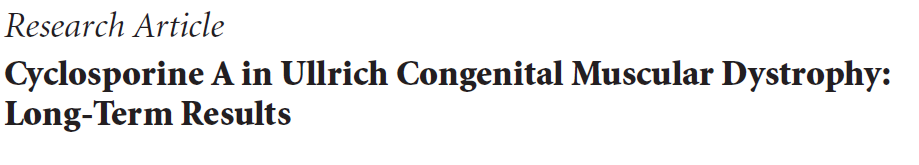 Research Article
Cyclosporine A in Ullrich Congenital Muscular Dystrophy:
Long-Term Results